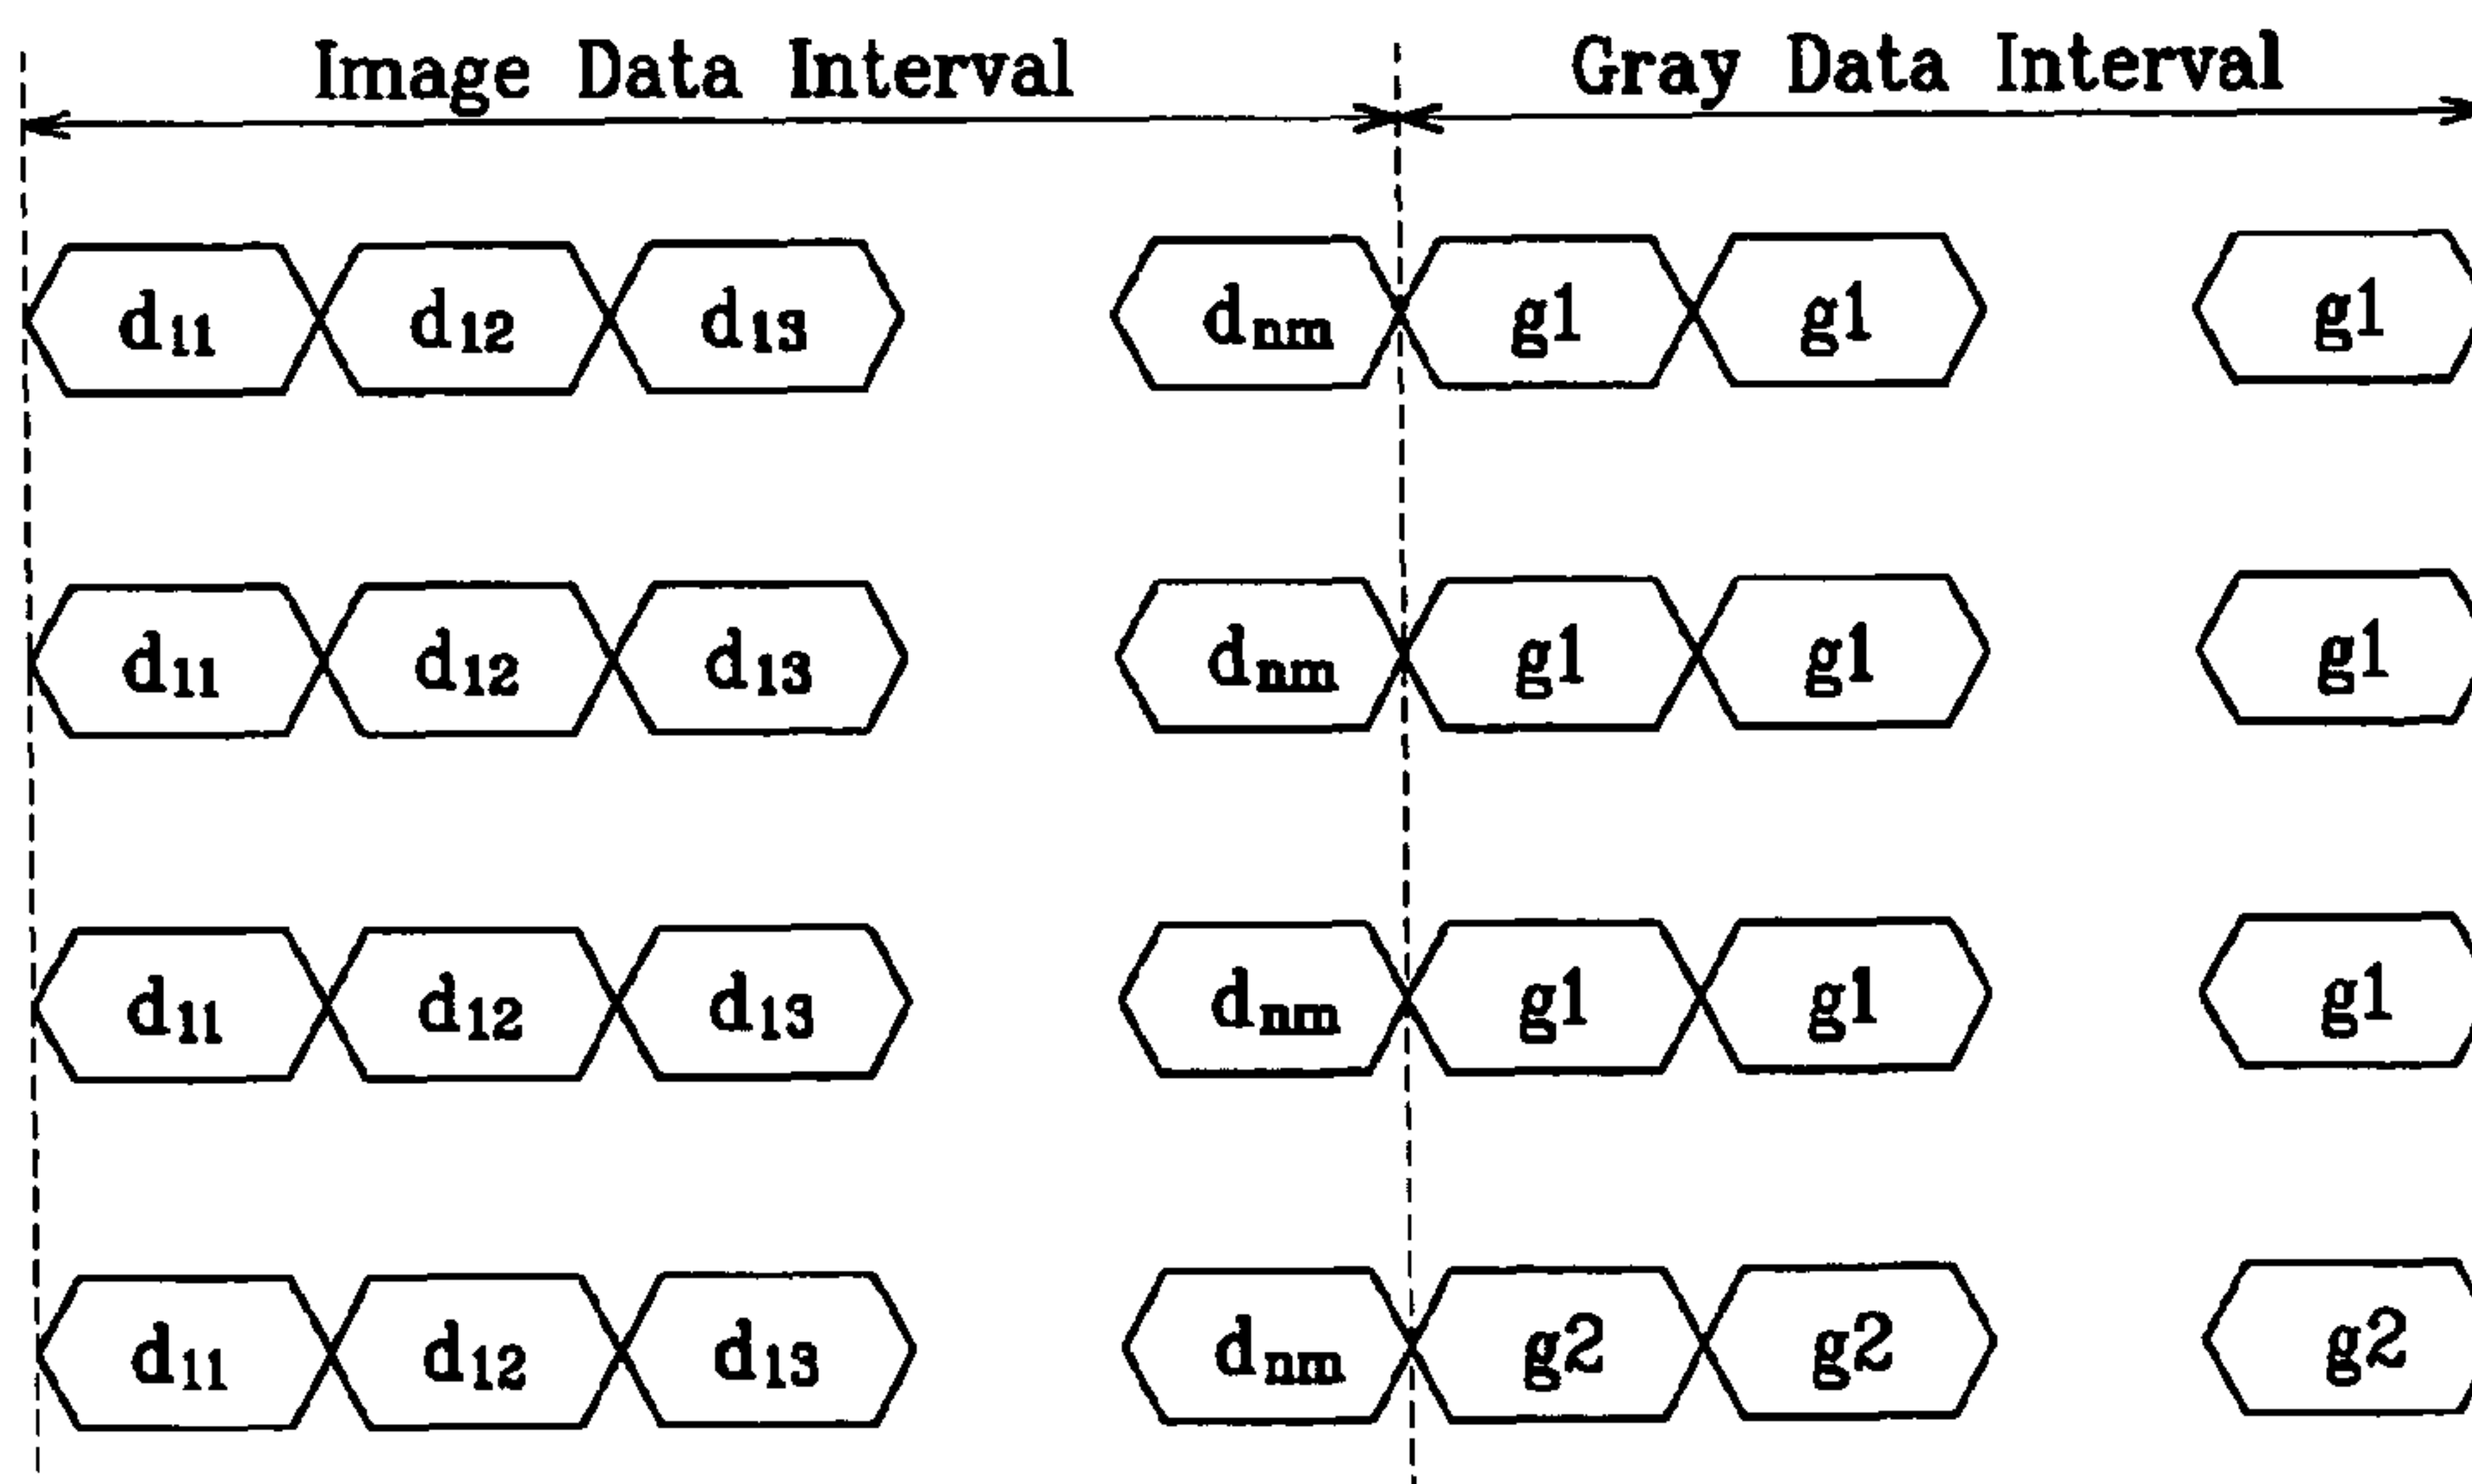 Image Data Interval Gray Data Interval
d11 d12 d13 dnm g1 g1 g1
d11 d12 d13 dnm g1 g1 g1
d11 d12 d13 dnm g1 g1 g1
d11 d12 d13 dnm g2 g2 g2